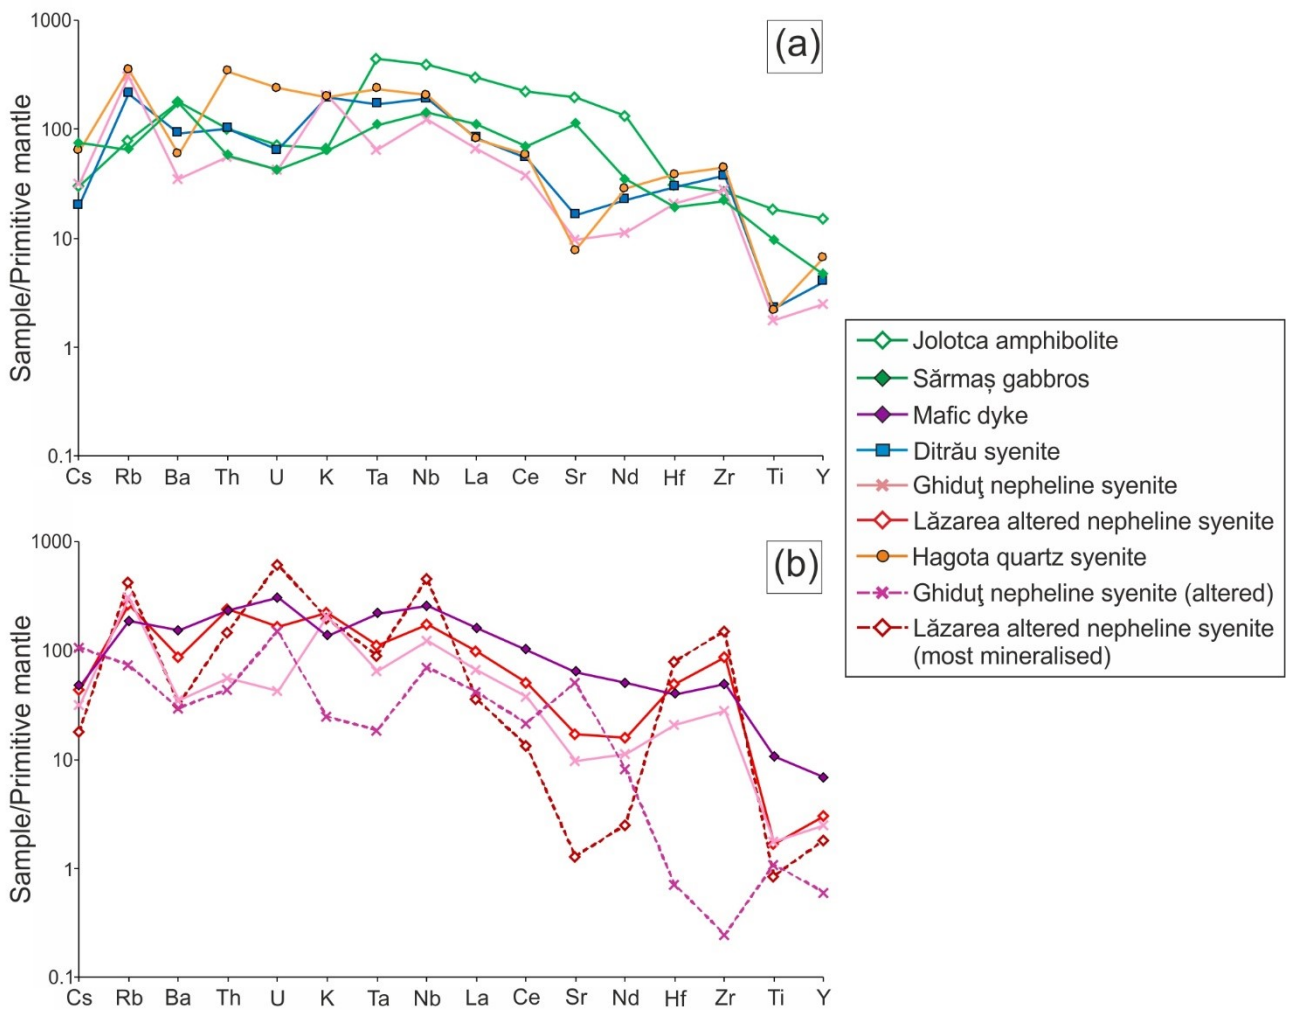 (a)
Sample/Primitive mantle
1000
100
10
1
0.1
Cs Rb Ba Th U K Ta Nb La Ce Sr Nd Hf Zr Ti Y
Jolotca amphibolite
Sărmaș gabbros
Mafic dyke
Ditrău syenite
Ghiduţ nepheline syenite
Lăzarea altered nepheline syenite
Hagota quartz syenite
Ghiduţ nepheline syenite (altered)
Lăzarea altered nepheline syenite
(most mineralised)
(b)
Sample/Primitive mantle
1000
100
10
1
0.1
Cs Rb Ba Th U K Ta Nb La Ce Sr Nd Hf Zr Ti Y